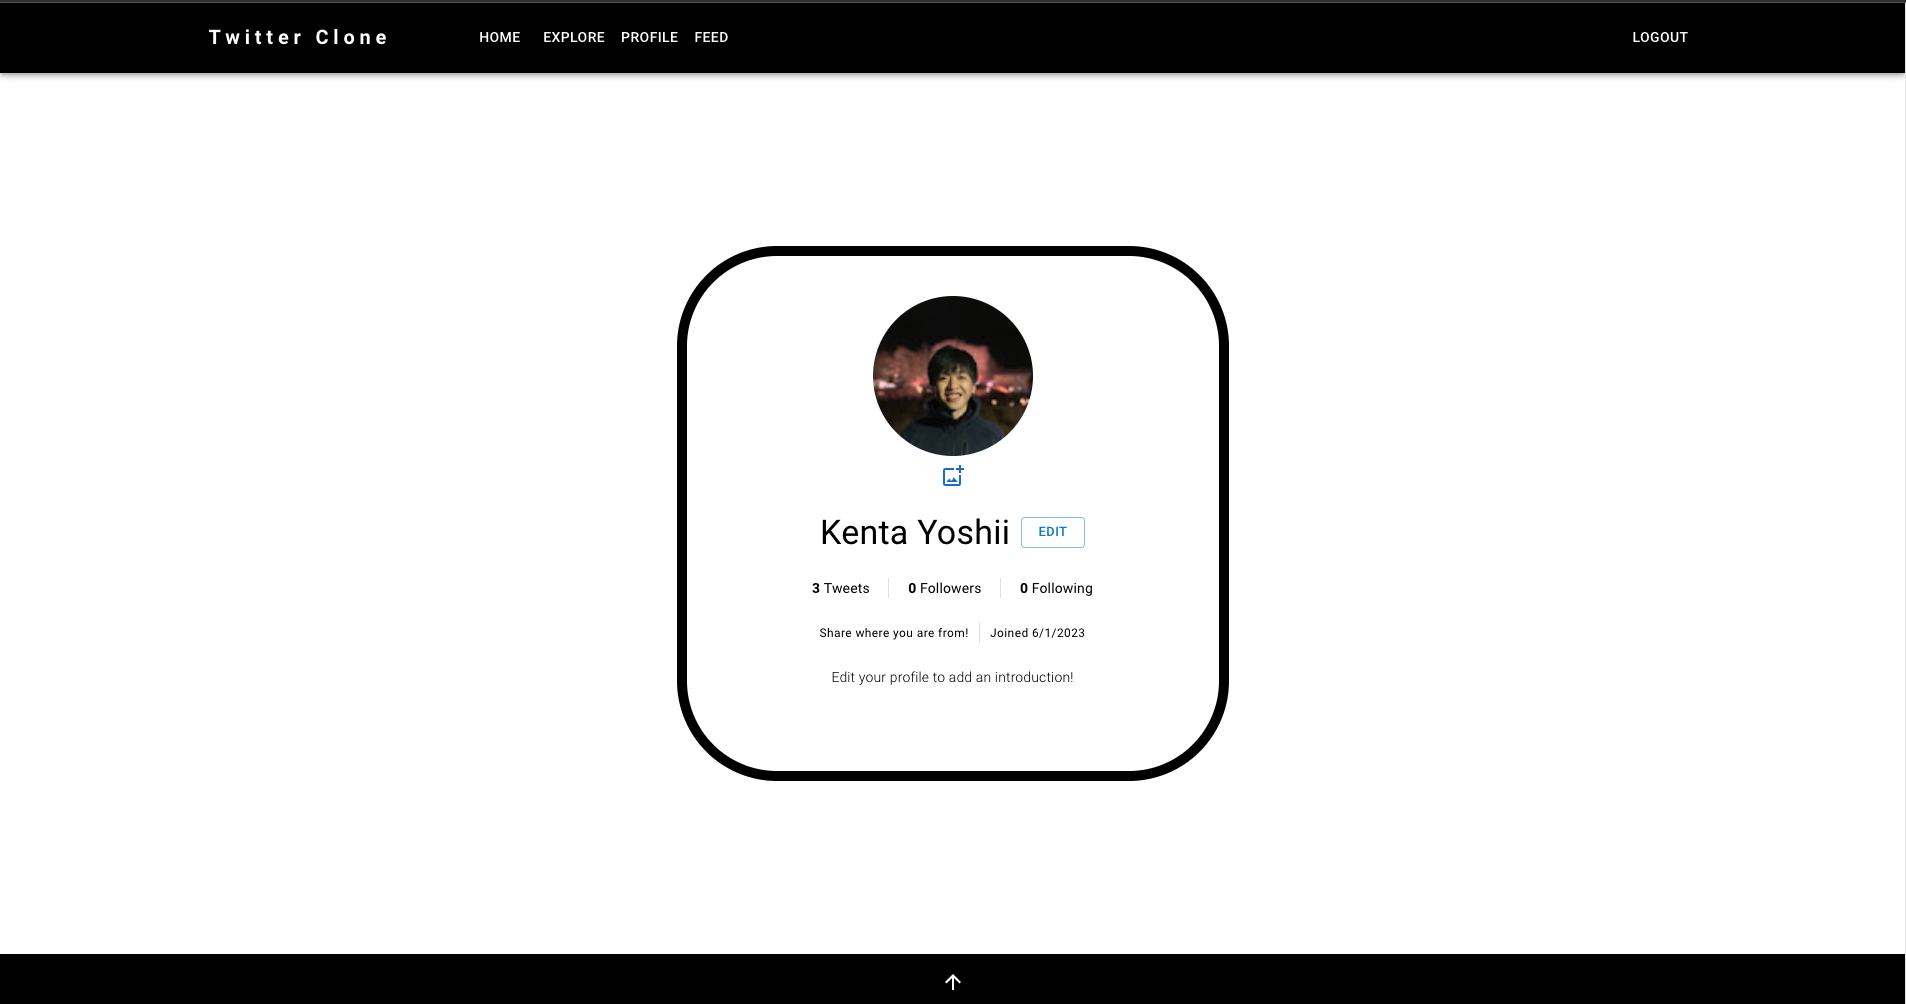 Twitter Clone HOME EXPLORE PROFILE FEED LOGOUT
Kenta Yoshii EDIT
3 Tweets 0 Followers 0 Following
Share where you are from! Joined 6/1/2023
Edit your profile to add an introduction!